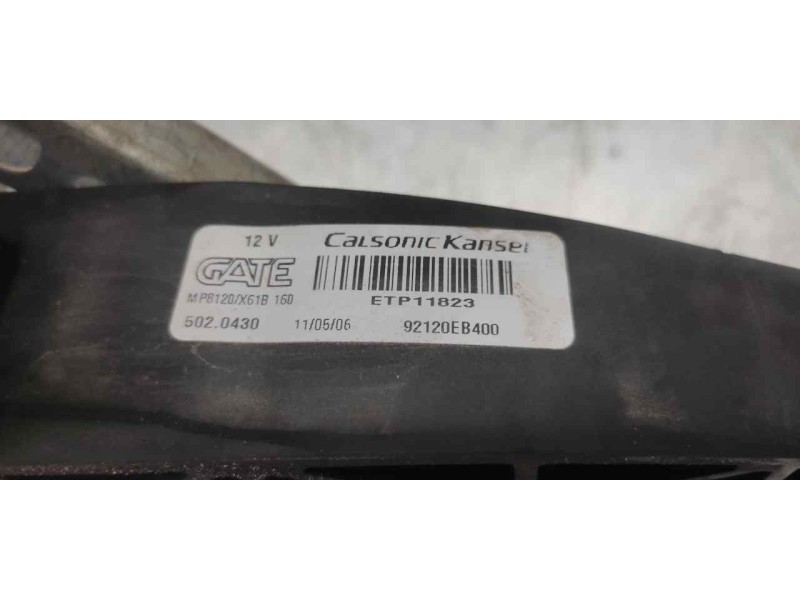 12 V CALSONIC KANSEI
GATE
MP8120/X61B 160 ETP11823
502.0430 11/05/06 92120EB400